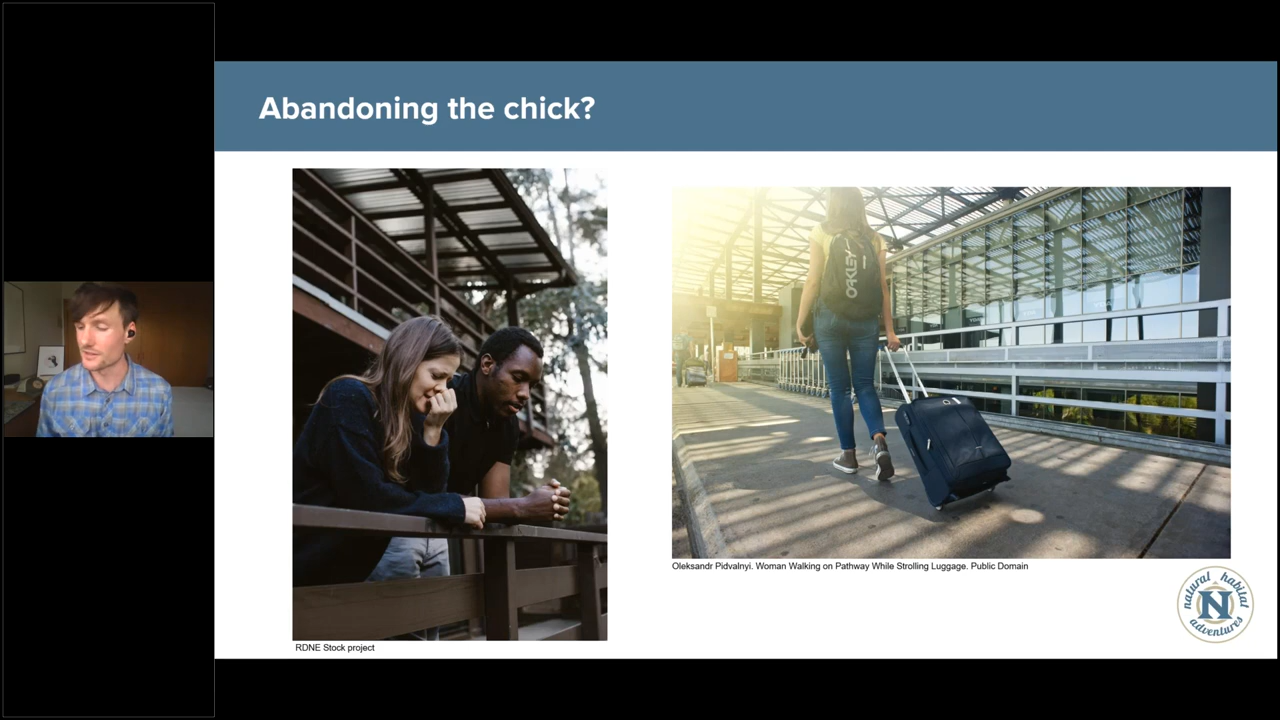 Abandoning the chick?
OAKLEY
Oleksandr Pidvalnyi. Woman Walking on Pathway While Strolling Luggage. Public Domain
natural habitat
N
adventures
RDNE Stock project